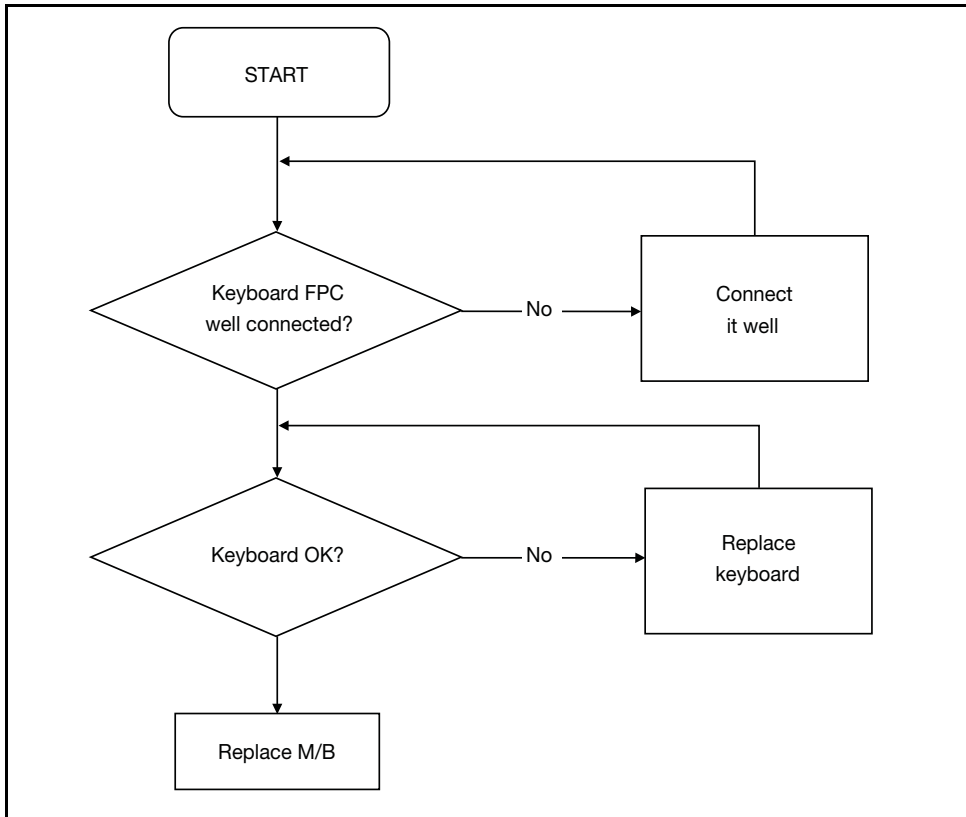 START
Keyboard FPC
well connected?
No
Connect
it well
Keyboard OK?
No
Replace
keyboard
Replace M/B